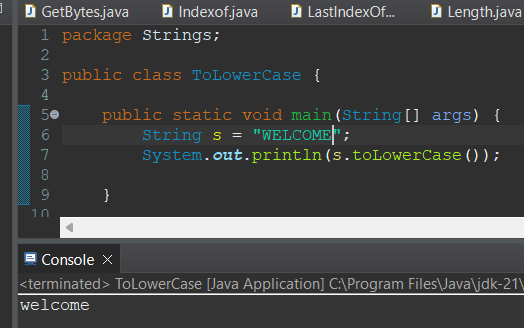 GetBytes.java Indexof.java LastIndexOf... Length.java
1 package Strings;
2
3 public class ToLowerCase {
4
5 public static void main(String[] args) {
6 String s = "WELCOME";
7 System.out.println(s.toLowerCase());
8
9 }
10
Console
<terminated> ToLowerCase [Java Application] C:\Program Files\Java\jdk-21\
welcome